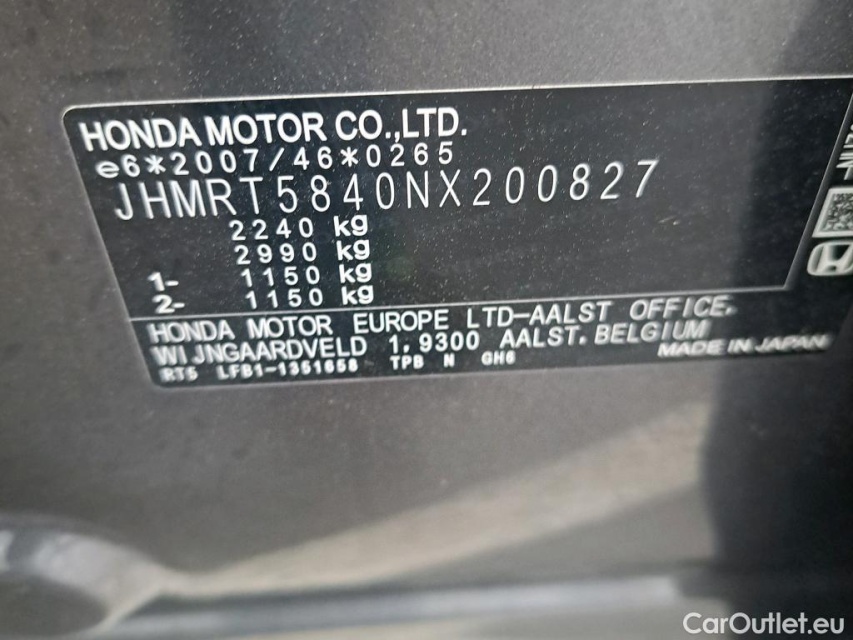 HONDA MOTOR CO.,LTD.
e6*2007/46*0265
JHMRT5840NX200827
2240 kg
2990 kg
1- 1150 kg
2- 1150 kg
HONDA MOTOR EUROPE LTD-AALST OFFICE.
WIJNGAARDVELD 1, 9300 AALST. BELGIUM
RT5 LFB1-1351658 TPB N GH6
MADE IN JAPAN
CarOutlet.eu